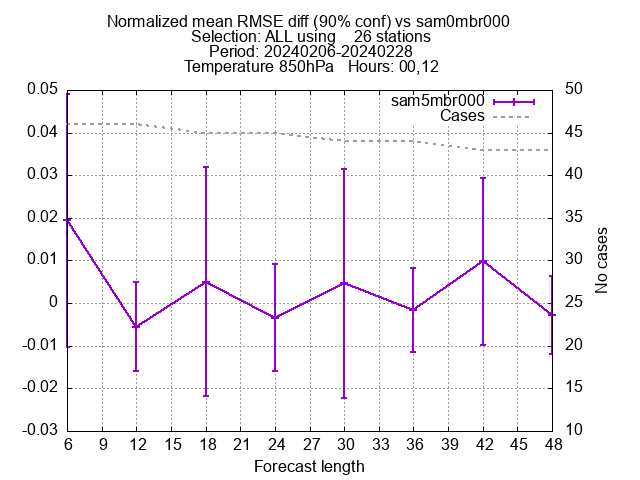 Normalized mean RMSE diff (90% conf) vs sam0mbr000
Selection: ALL using    26 stations
Period: 20240206-20240228
Temperature 850hPa   Hours: 00,12
sam5mbr000
Cases
0.05
0.04
0.03
0.02
0.01
0
-0.01
-0.02
-0.03
50
45
40
35
30
25
20
15
10
No cases
6 9 12 15 18 21 24 27 30 33 36 39 42 45 48
Forecast length